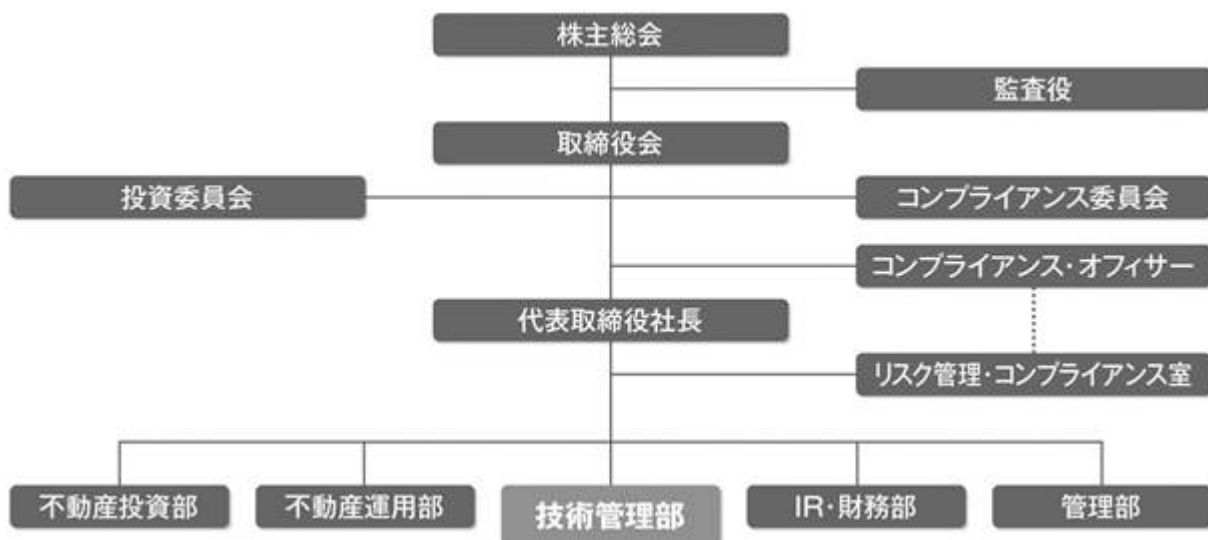 株主総会
監査役
取締役会
投資委員会
コンプライアンス委員会
コンプライアンス・オフィサー
代表取締役社長
リスク管理・コンプライアンス室
不動産投資部
不動産運用部
技術管理部
IR・財務部
管理部